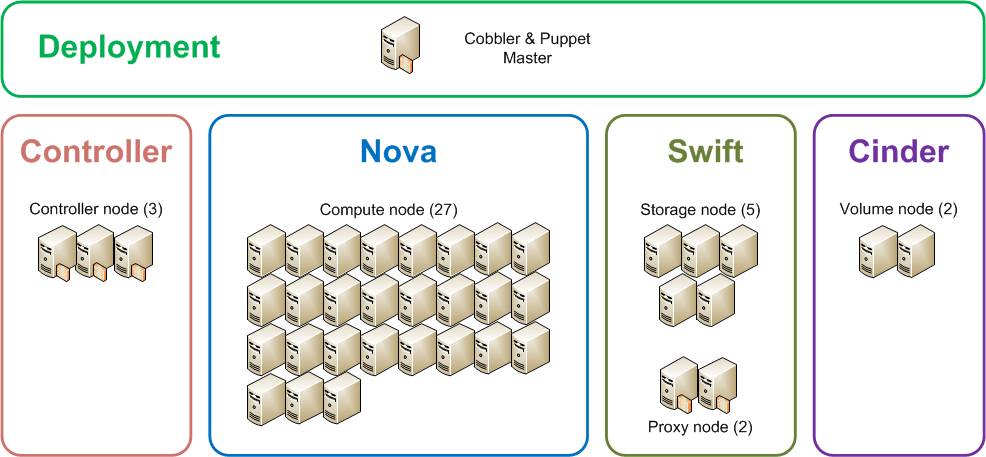 Deployment
Cobbler & Puppet
Master
Controller
Controller node (3)
Nova
Compute node (27)
Swift
Storage node (5)
Proxy node (2)
Cinder
Volume node (2)